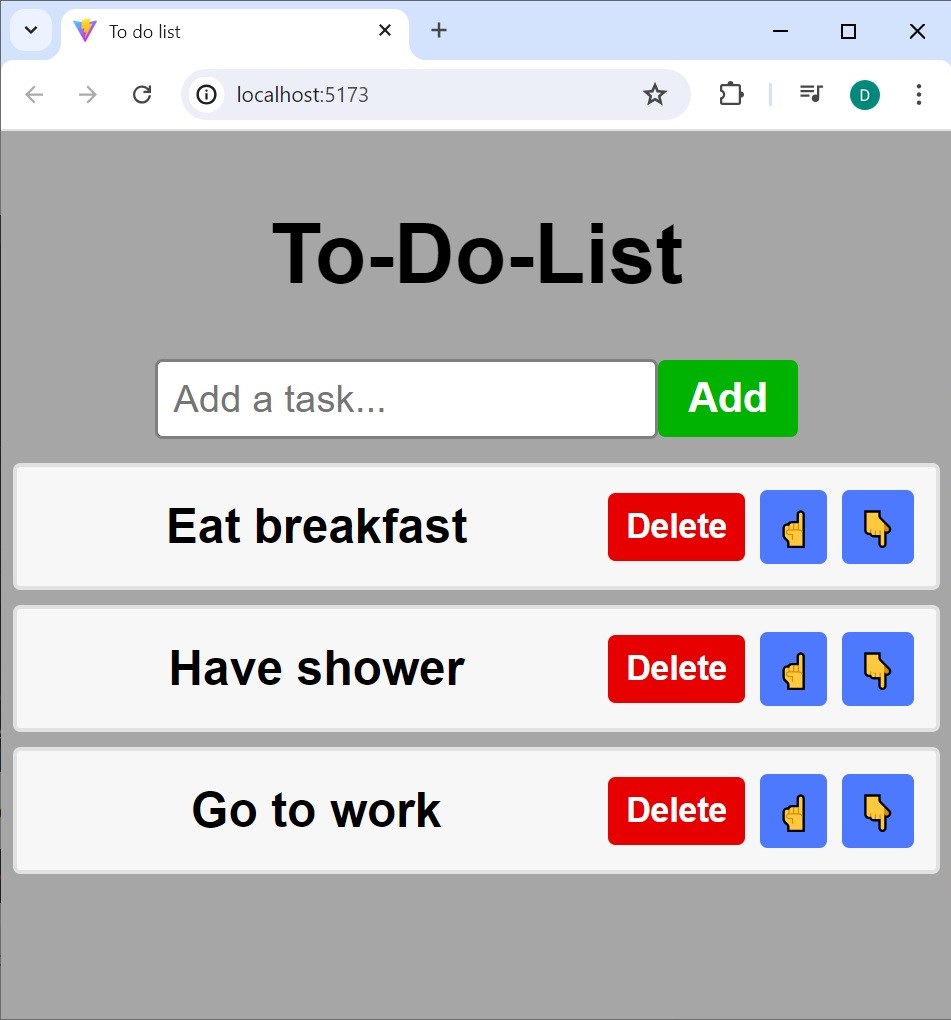 To do list
localhost:5173
D
To-Do-List
Add a task... Add
Eat breakfast Delete
Have shower Delete
Go to work Delete